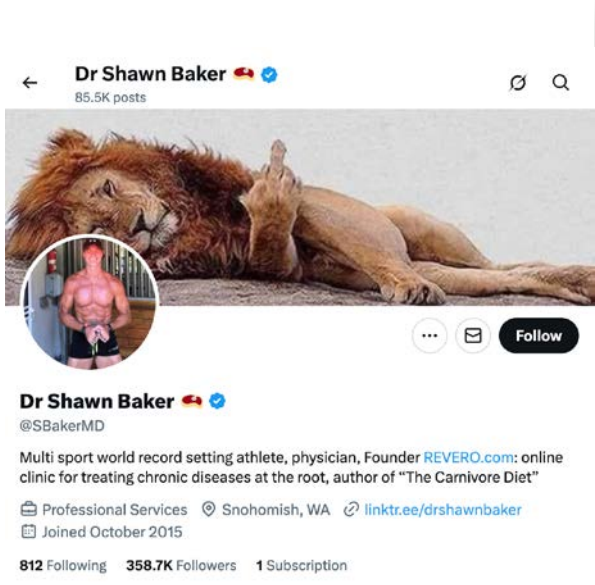 Dr Shawn Baker 🥩
85.5K posts
Follow
Dr Shawn Baker 🥩
@SBakerMD
Multi sport world record setting athlete, physician, Founder REVERO.com: online
clinic for treating chronic diseases at the root, author of “The Carnivore Diet”
Professional Services Snohomish, WA linktr.ee/drshawnbaker
Joined October 2015
812 Following 358.7K Followers 1 Subscription